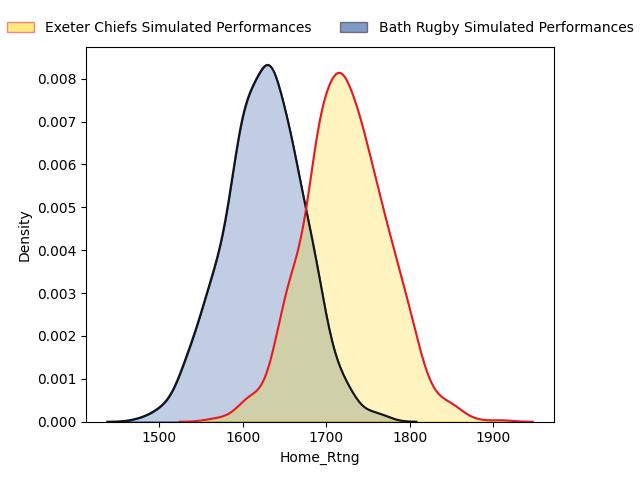 Exeter Chiefs Simulated Performances Bath Rugby Simulated Performances
0.008
0.007
0.006
0.005
0.004
0.003
0.002
0.001
0.000
Density
1500 1600 1700 1800 1900
Home_Rtng